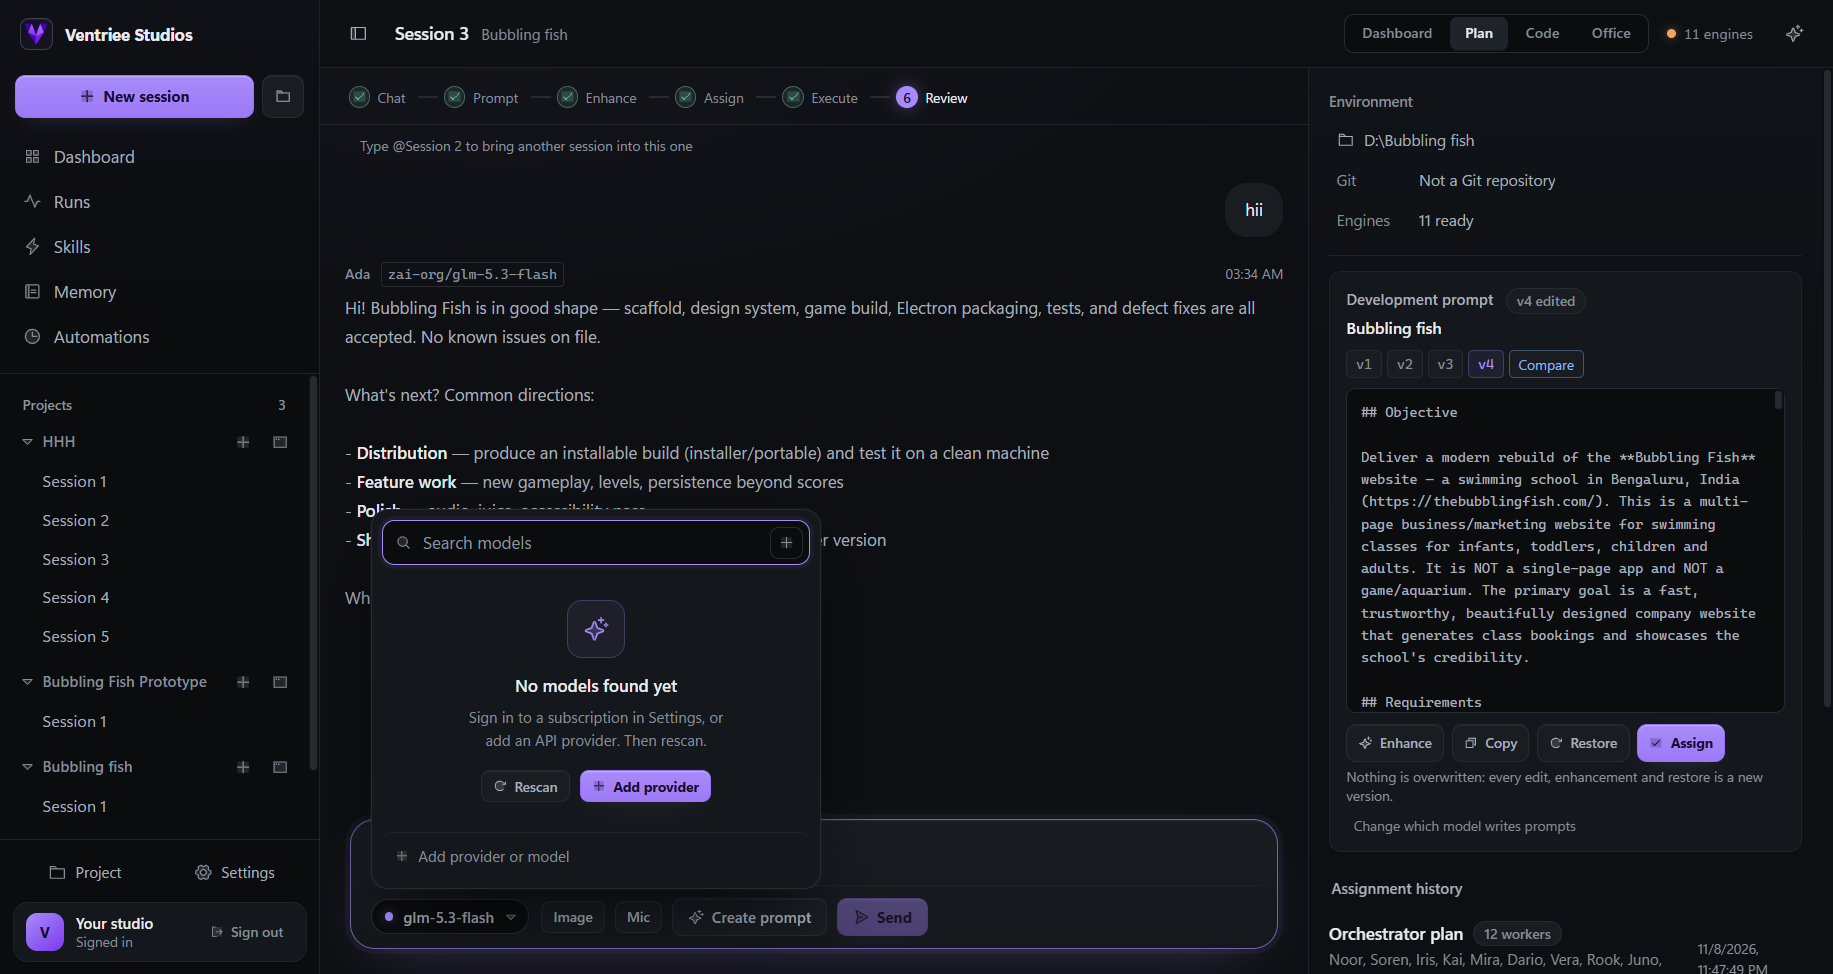 Ventriee Studios
New session
Dashboard
Runs
Skills
Memory
Automations
Projects 3
HHH
Session 1
Session 2
Session 3
Session 4
Session 5
Bubbling Fish Prototype
Session 1
Bubbling fish
Session 1
Project Settings
V
Your studio
Signed in
Sign out
Session 3 Bubbling fish
Dashboard Plan Code Office
11 engines
Chat Prompt Enhance Assign Execute 6 Review
Type @Session 2 to bring another session into this one
hii
Ada zai-org/glm-5.3-flash 03:34 AM
Hi! Bubbling Fish is in good shape — scaffold, design system, game build, Electron packaging, tests, and defect fixes are all
accepted. No known issues on file.
What's next? Common directions:
- Distribution — produce an installable build (installer/portable) and test it on a clean machine
- Feature work — new gameplay, levels, persistence beyond scores
- Polish — audio, juice, accessibility pass
- Sh r version
Wh
Search models
No models found yet
Sign in to a subscription in Settings, or
add an API provider. Then rescan.
Rescan Add provider
Add provider or model
glm-5.3-flash Image Mic Create prompt Send
Environment
D:\Bubbling fish
Git Not a Git repository
Engines 11 ready
Development prompt v4 edited
Bubbling fish
v1 v2 v3 v4 Compare
## Objective
Deliver a modern rebuild of the **Bubbling Fish**
website — a swimming school in Bengaluru, India
(https://thebubblingfish.com/). This is a multi-
page business/marketing website for swimming
classes for infants, toddlers, children and
adults. It is NOT a single-page app and NOT a
game/aquarium. The primary goal is a fast,
trustworthy, beautifully designed company website
that generates class bookings and showcases the
school's credibility.
## Requirements
Enhance Copy Restore Assign
Nothing is overwritten: every edit, enhancement and restore is a new
version.
Change which model writes prompts
Assignment history
Orchestrator plan 12 workers
Noor, Soren, Iris, Kai, Mira, Dario, Vera, Rook, Juno,
11/8/2026,
11:47:49 PM